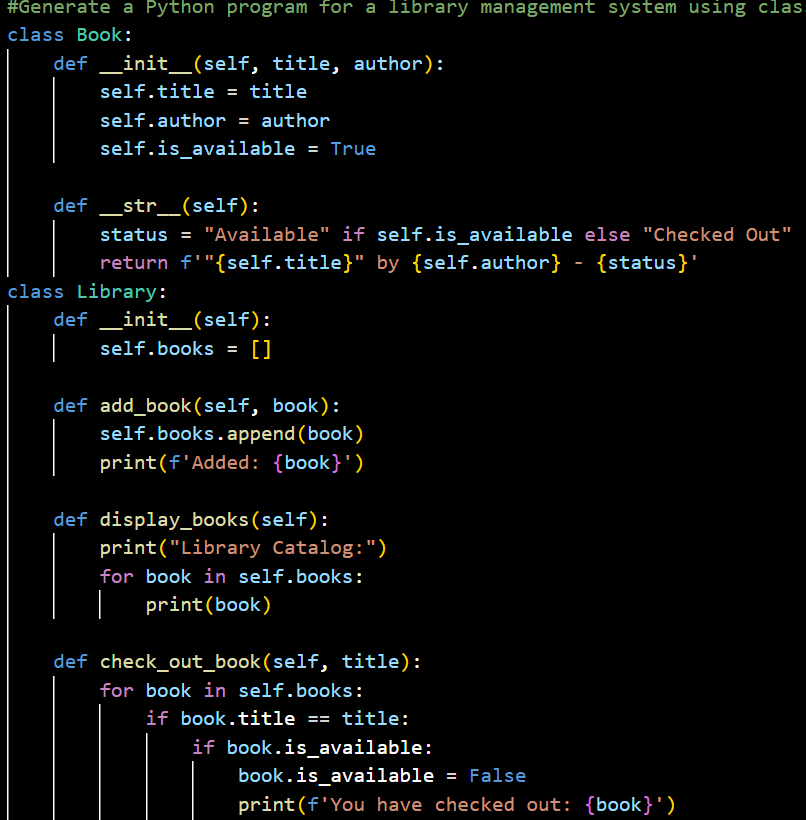 #Generate a Python program for a library management system using clas
class Book:
    def __init__(self, title, author):
        self.title = title
        self.author = author
        self.is_available = True
    def __str__(self):
        status = "Available" if self.is_available else "Checked Out"
        return f'"{self.title}" by {self.author} - {status}'
class Library:
    def __init__(self):
        self.books = []
    def add_book(self, book):
        self.books.append(book)
        print(f'Added: {book}')
    def display_books(self):
        print("Library Catalog:")
        for book in self.books:
            print(book)
    def check_out_book(self, title):
        for book in self.books:
            if book.title == title:
                if book.is_available:
                    book.is_available = False
                    print(f'You have checked out: {book}')